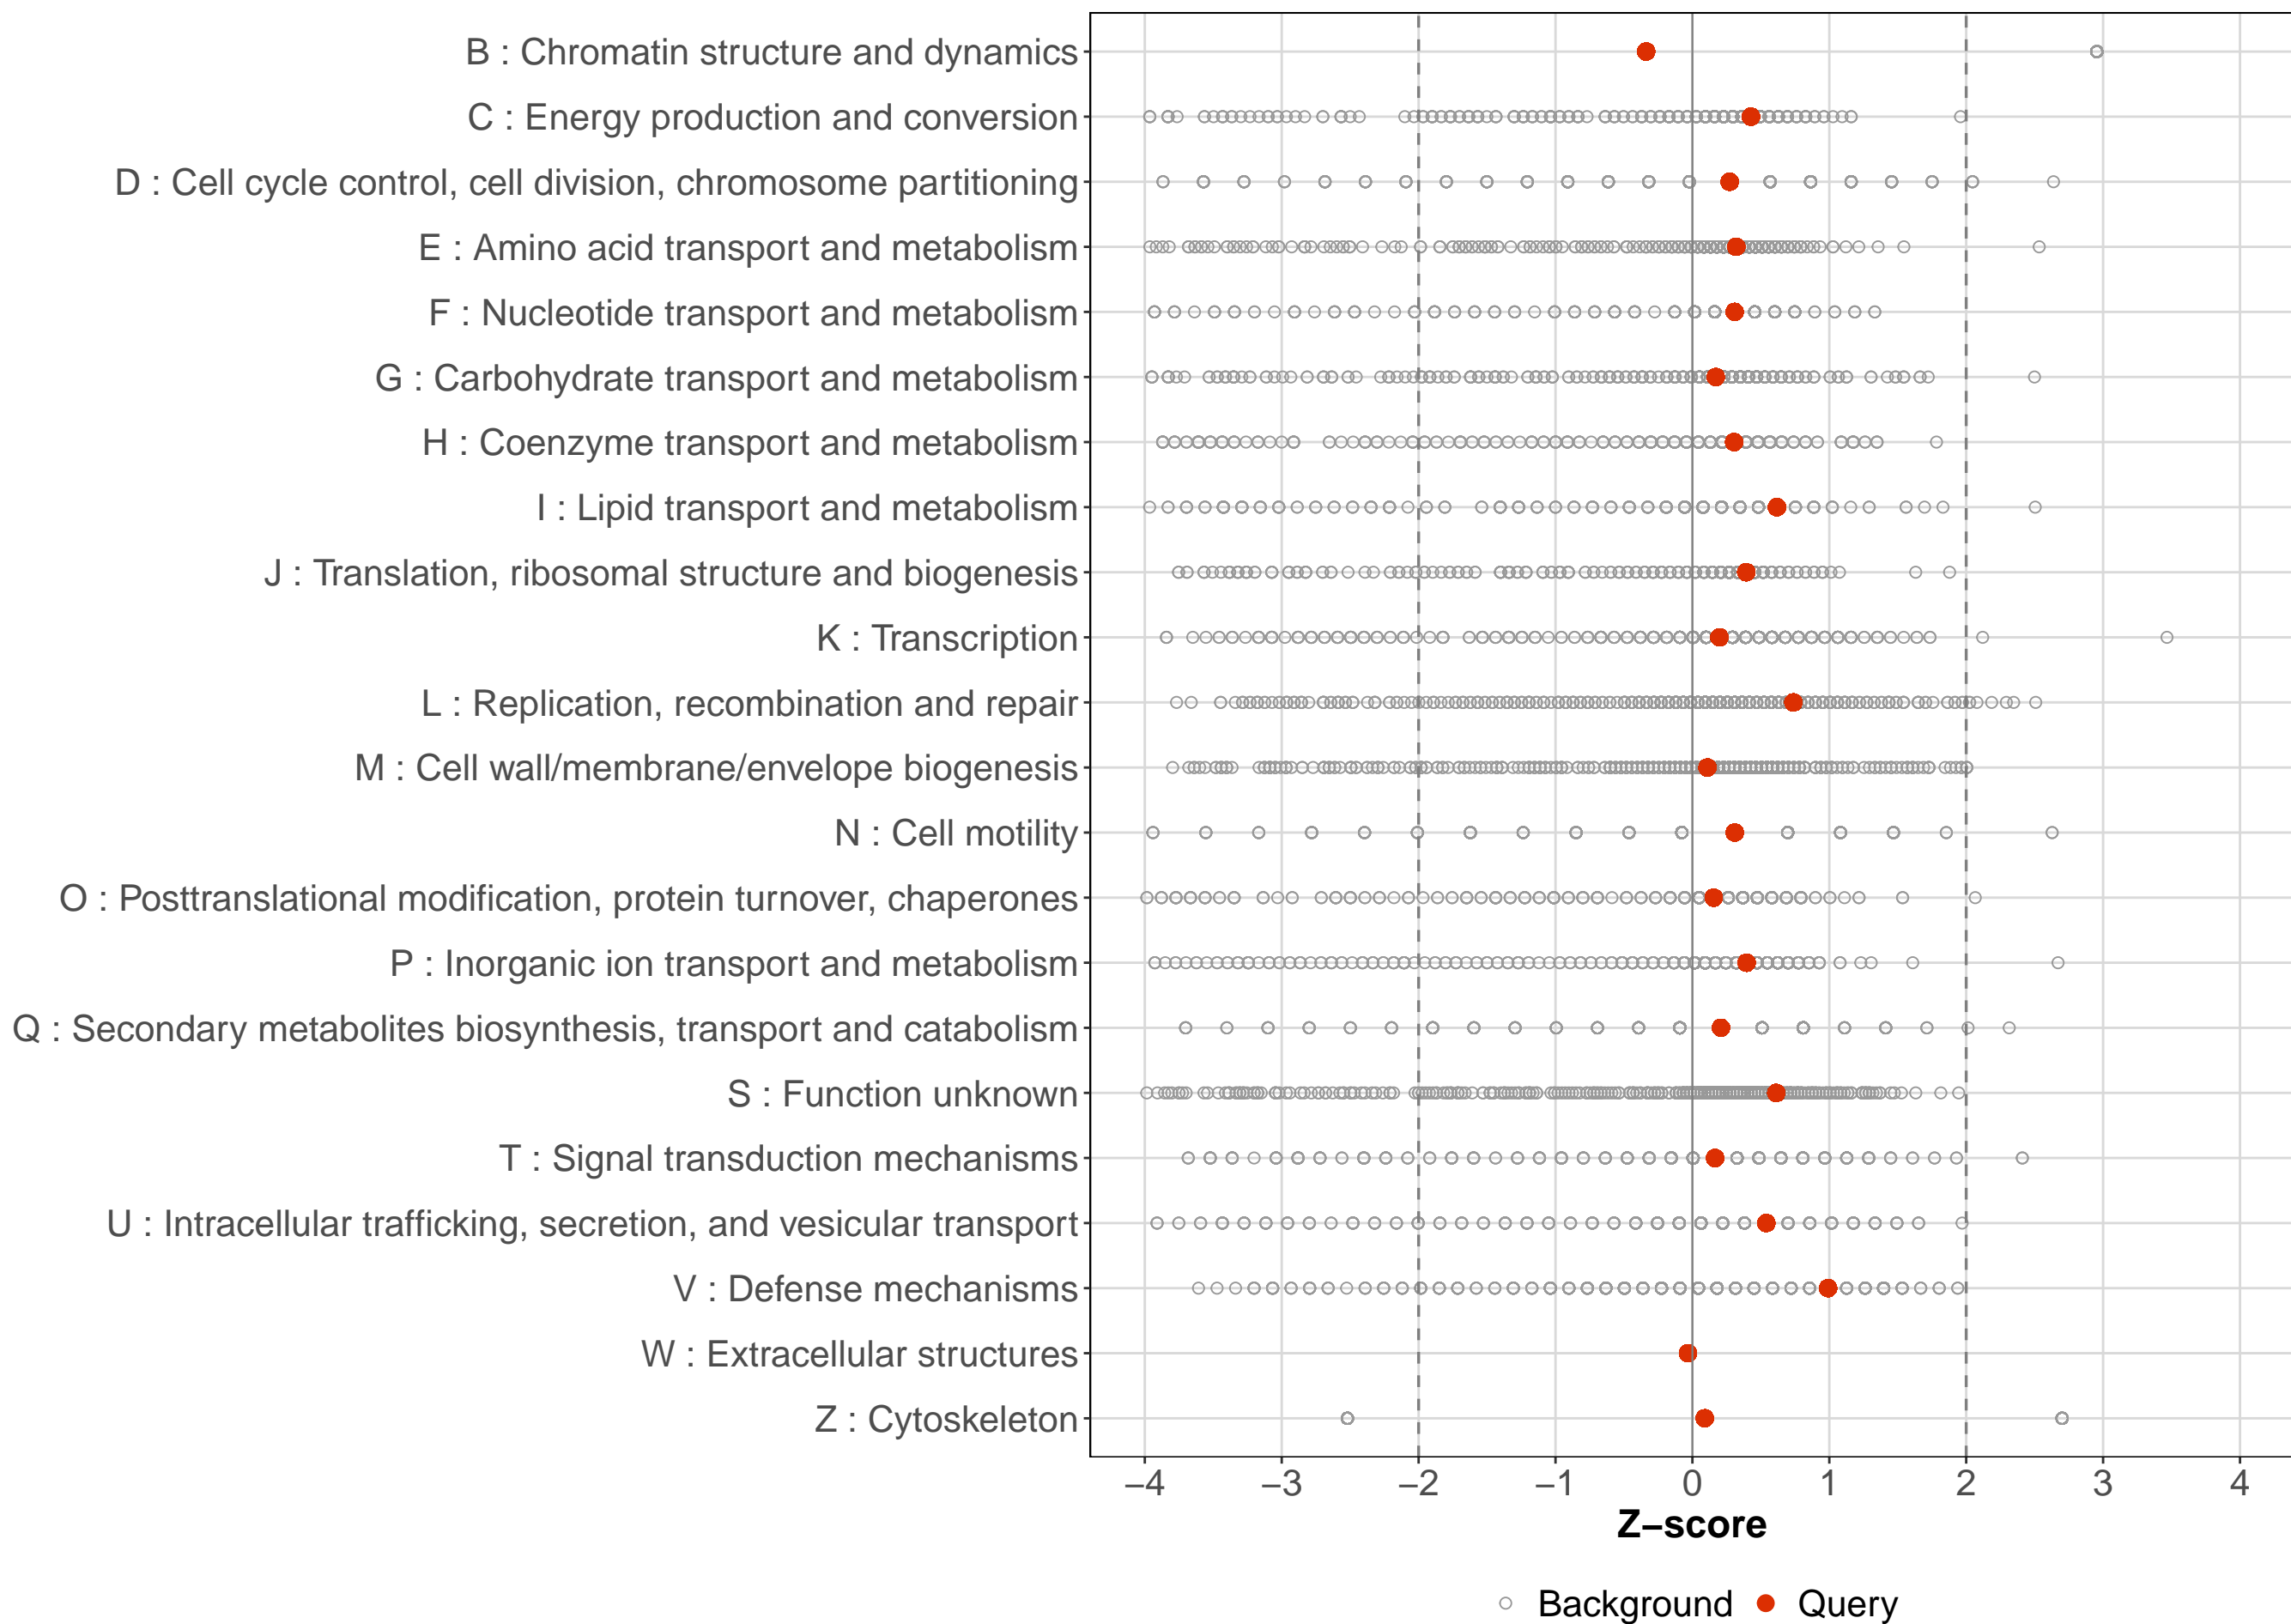 B : Chromatin structure and dynamics
C : Energy production and conversion
D : Cell cycle control, cell division, chromosome partitioning
E : Amino acid transport and metabolism
F : Nucleotide transport and metabolism
G : Carbohydrate transport and metabolism
H : Coenzyme transport and metabolism
I : Lipid transport and metabolism
J : Translation, ribosomal structure and biogenesis
K : Transcription
L : Replication, recombination and repair
M : Cell wall/membrane/envelope biogenesis
N : Cell motility
O : Posttranslational modification, protein turnover, chaperones
P : Inorganic ion transport and metabolism
Q : Secondary metabolites biosynthesis, transport and catabolism
S : Function unknown
T : Signal transduction mechanisms
U : Intracellular trafficking, secretion, and vesicular transport
V : Defense mechanisms
W : Extracellular structures
Z : Cytoskeleton
−4 −3 −2 −1 0 1 2 3 4
Z−score
Background Query